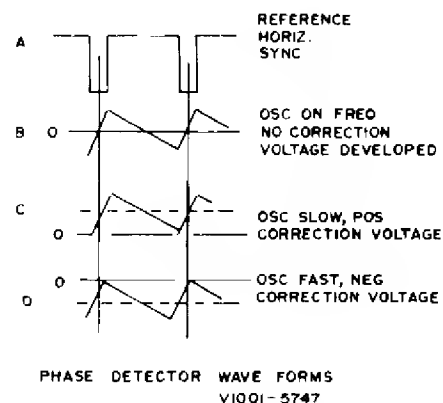 A
REFERENCE
HORIZ.
SYNC
B
O
OSC ON FREQ
NO CORRECTION
VOLTAGE DEVELOPED
C
O
OSC SLOW, POS
CORRECTION VOLTAGE
O
D
OSC FAST, NEG
CORRECTION VOLTAGE
PHASE DETECTOR WAVE FORMS
V1001-5747